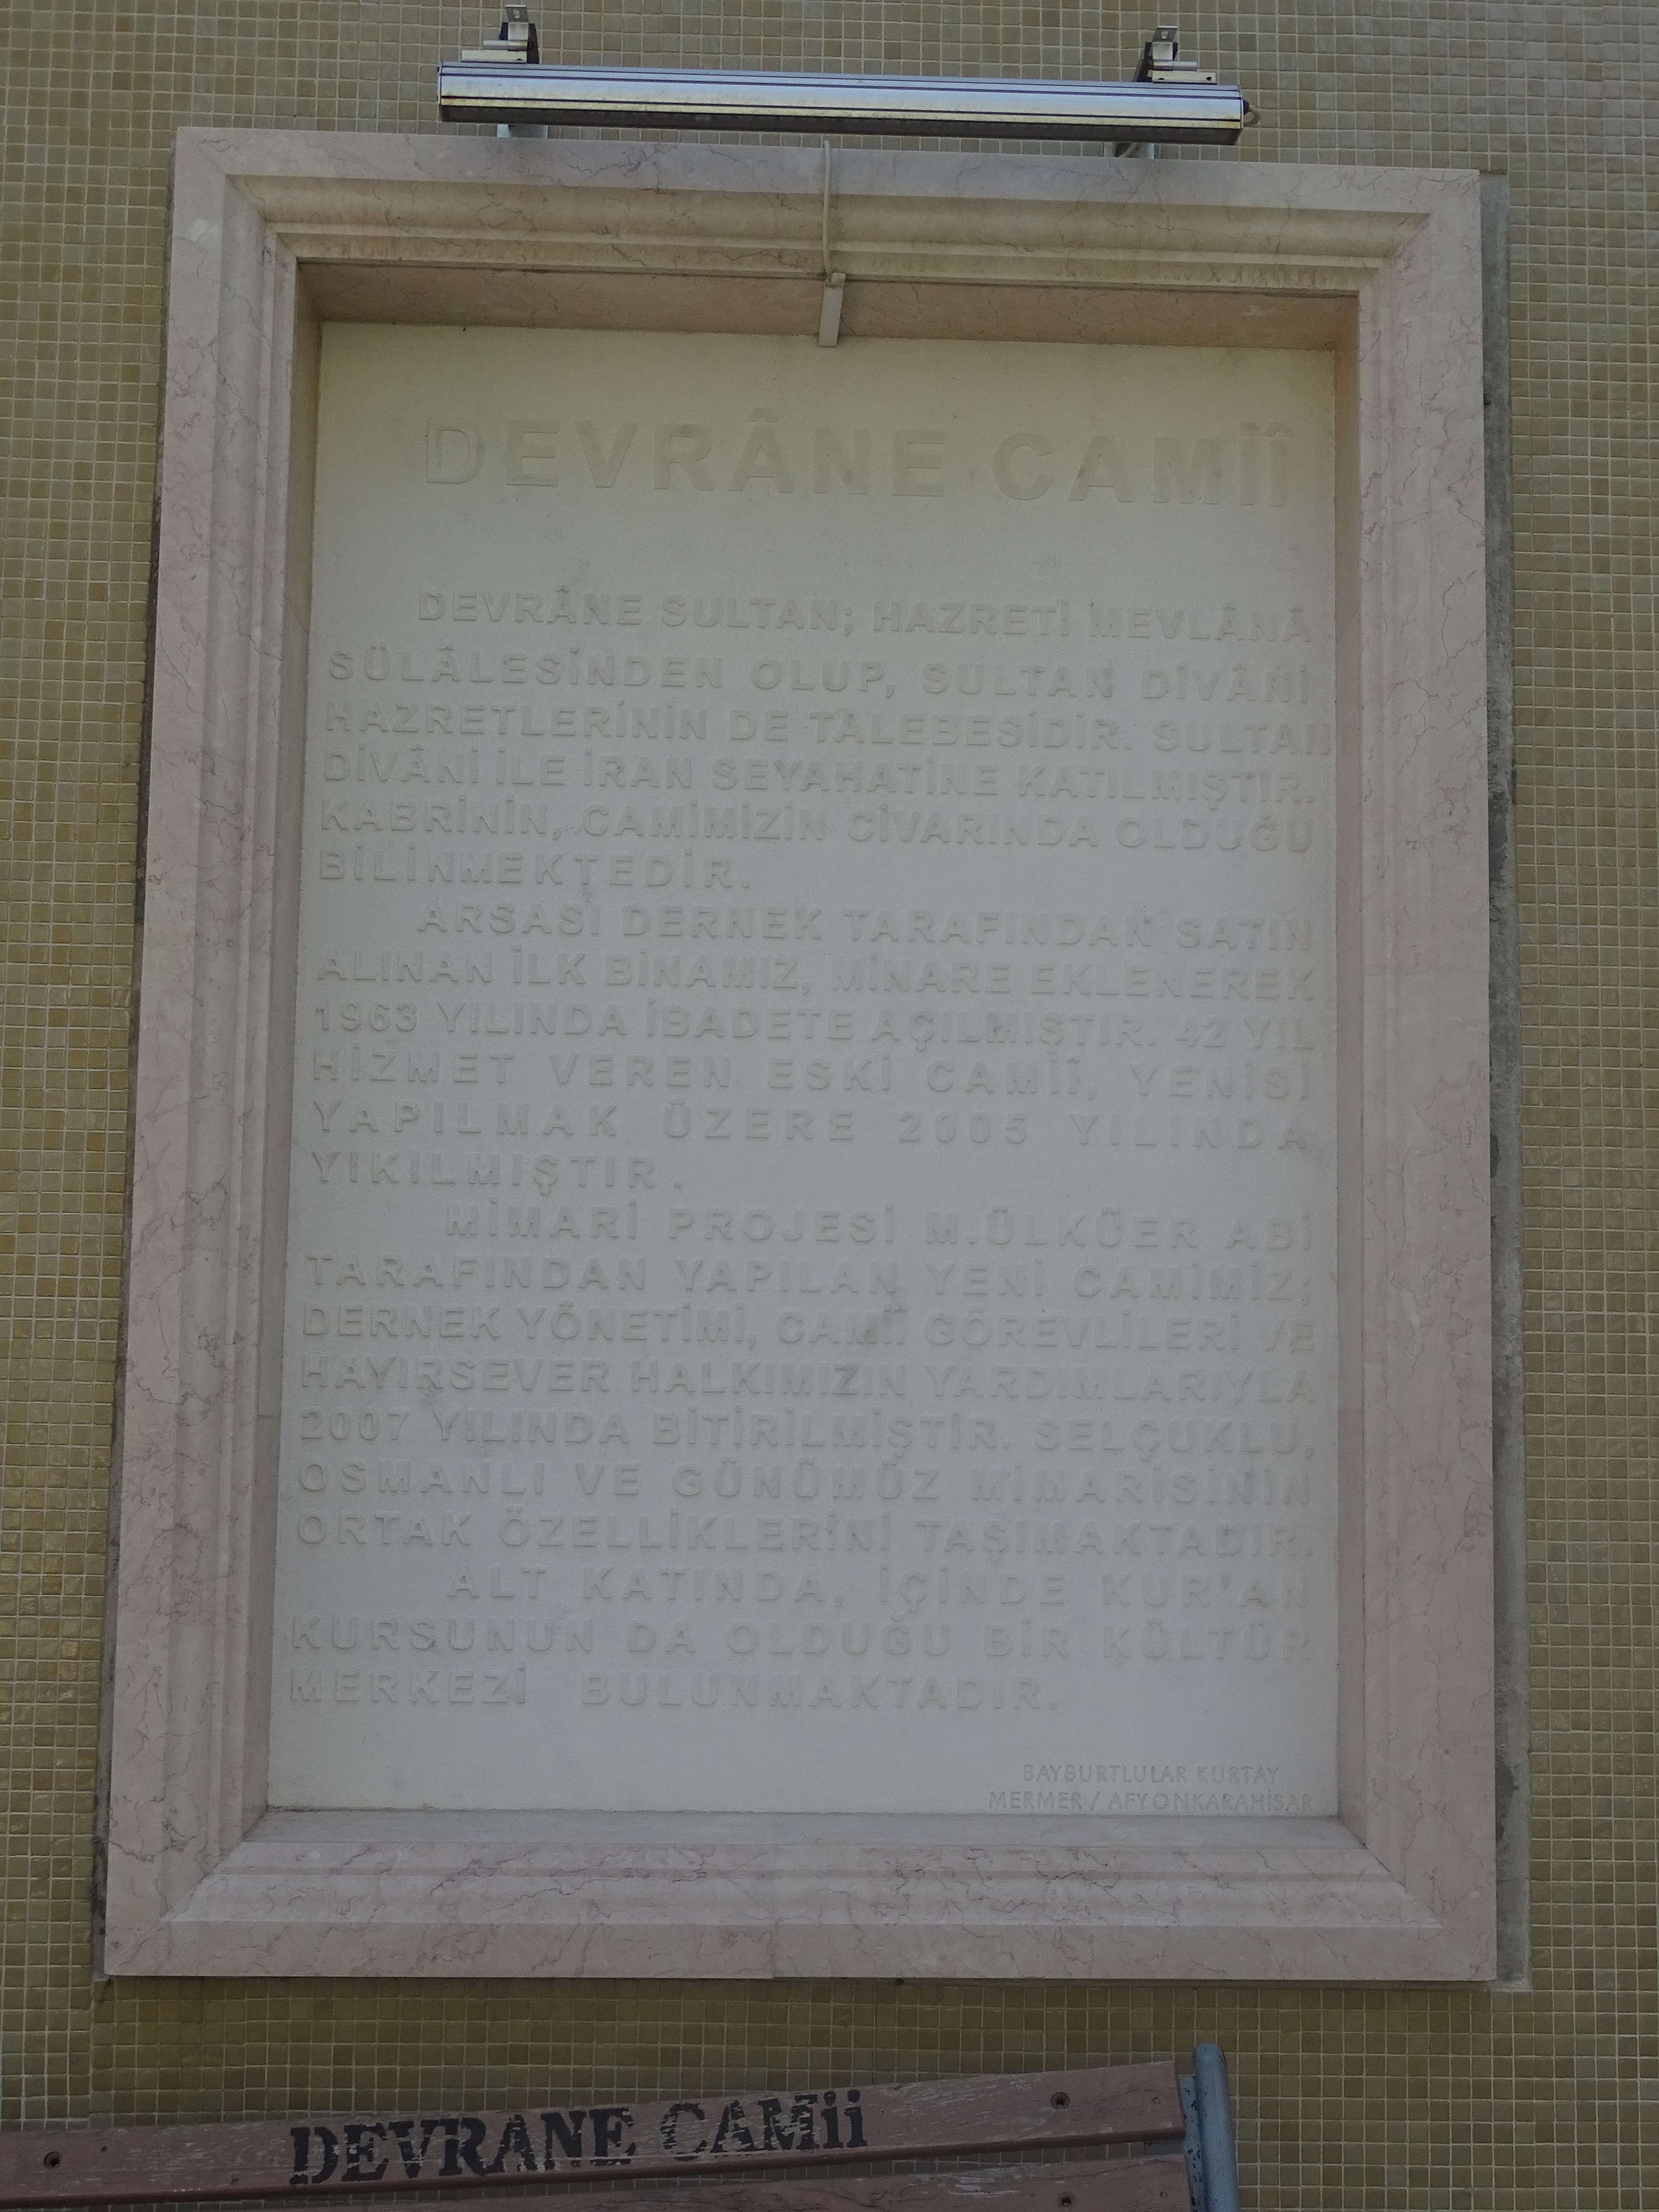 DEVRÂNE CAMİÎ
DEVRÂNE SULTAN; HAZRETİ MEVLÂNÂ
SÜLÂLESİNDEN OLUP, SULTAN DİVÂNİ
HAZRETLERİNİN DE TALEBESİDİR. SULTAN
DİVÂNİ İLE İRAN SEYAHATİNE KATILMIŞTIR.
KABRİNİN, CAMİMİZİN CİVARINDA OLDUĞU
BİLİNMEKTEDİR.
ARSASI DERNEK TARAFINDAN SATIN
ALINAN İLK BİNAMIZ, MİNARE EKLENEREK
1963 YILINDA İBADETE AÇILMIŞTIR. 42 YIL
HİZMET VEREN ESKİ CAMİÎ, YENİSİ
YAPILMAK ÜZERE 2005 YILINDA
YIKILMIŞTIR.
MİMARİ PROJESİ M.ÜLKÜER ABİ
TARAFINDAN YAPILAN YENİ CAMİMİZ;
DERNEK YÖNETİMİ, CAMİÎ GÖREVLİLERİ VE
HAYIRSEVER HALKIMIZIN YARDIMLARIYLA
2007 YILINDA BİTİRİLMİŞTİR. SELÇUKLU,
OSMANLI VE GÜNÜMÜZ MİMARİSİNİN
ORTAK ÖZELLİKLERİNİ TAŞIMAKTADIR.
ALT KATINDA, İÇİNDE KUR'AN
KURSUNUN DA OLDUĞU BİR KÜLTÜR
MERKEZİ BULUNMAKTADIR.
BAYBURTLULAR KURTAY
MERMER / AFYONKARAHİSAR
DEVRANE CAMii